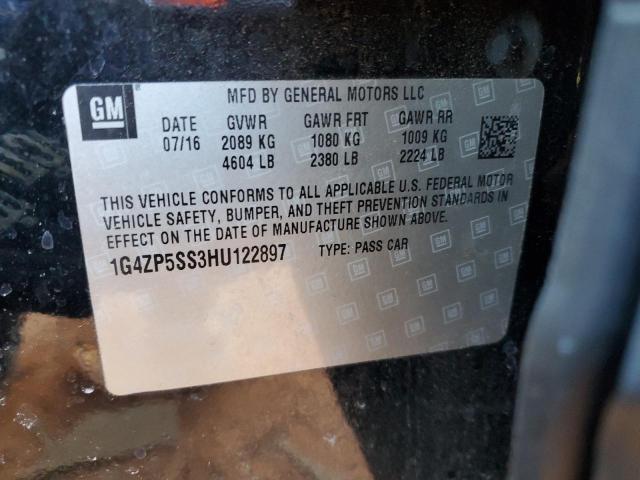 GM
MFD BY GENERAL MOTORS LLC
DATE GVWR GAWR FRT GAWR RR
07/16 2089 KG 1080 KG 1009 KG
4604 LB 2380 LB 2224 LB
THIS VEHICLE CONFORMS TO ALL APPLICABLE U.S. FEDERAL MOTOR
VEHICLE SAFETY, BUMPER, AND THEFT PREVENTION STANDARDS IN
EFFECT ON THE DATE OF MANUFACTURE SHOWN ABOVE.
1G4ZP5SS3HU122897 TYPE: PASS CAR